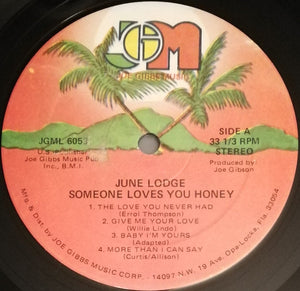 JGM
JOE GIBBS MUSIC
JGML 6053
SIDE A
33 1/3 RPM
STEREO
Joe Gibbs Music Pub.
Inc., B.M.I.
Produced by:
Joe Gibson
JUNE LODGE
SOMEONE LOVES YOU HONEY
1. THE LOVE YOU NEVER HAD
(Errol Thompson)
2. GIVE ME YOUR LOVE
(Willie Lindo)
3. BABY I'M YOURS
(Adapted)
4. MORE THAN I CAN SAY
(Curtis/Allison)
Mfg. & Dist. by JOE GIBBS MUSIC CORP. - 14097 N.W. 19 Ave. Opa-Locka, Fla 33054